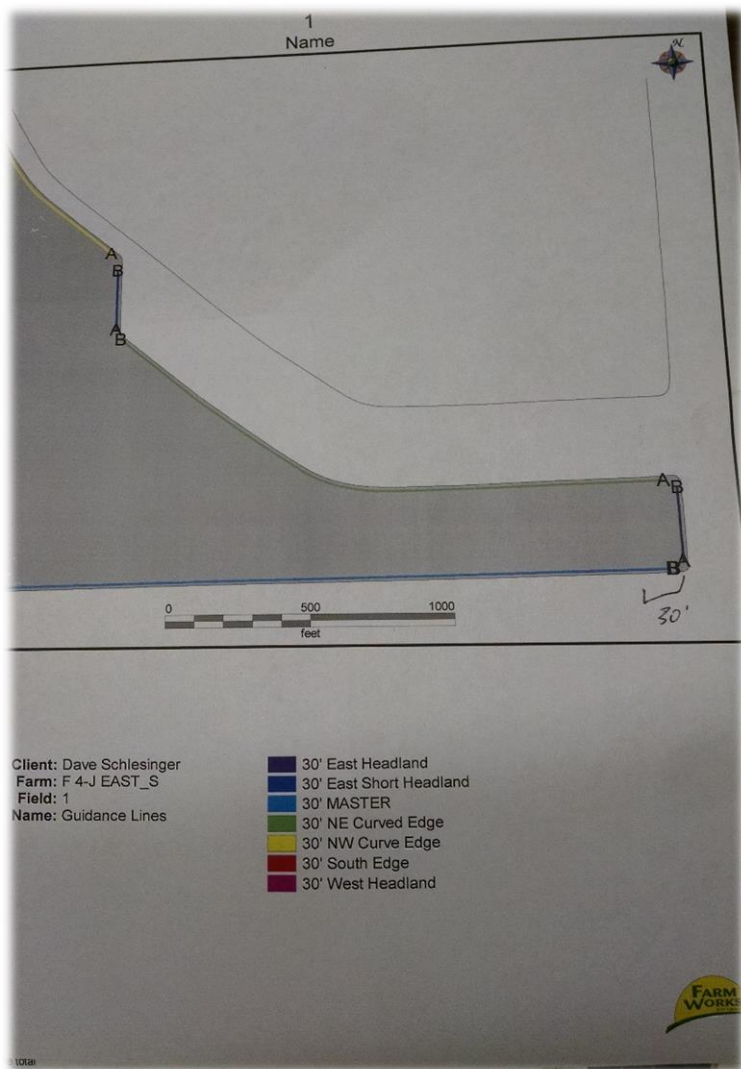 1
Name
N
A
B
A
B
A
B
A
B
0 500 1000
feet
30'
Client: Dave Schlesinger
Farm: F 4-J EAST_S
Field: 1
Name: Guidance Lines
30' East Headland
30' East Short Headland
30' MASTER
30' NE Curved Edge
30' NW Curve Edge
30' South Edge
30' West Headland
FARM
WORKS
total